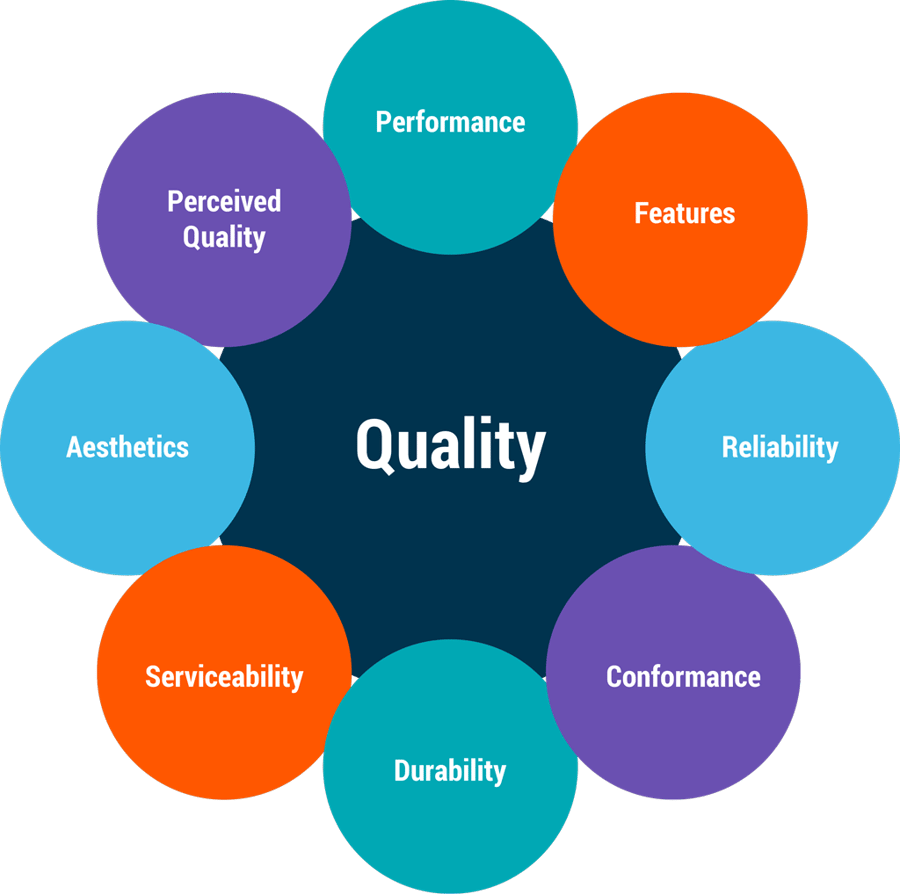 Performance
Features
Reliability
Conformance
Durability
Serviceability
Aesthetics
Perceived
Quality
Quality